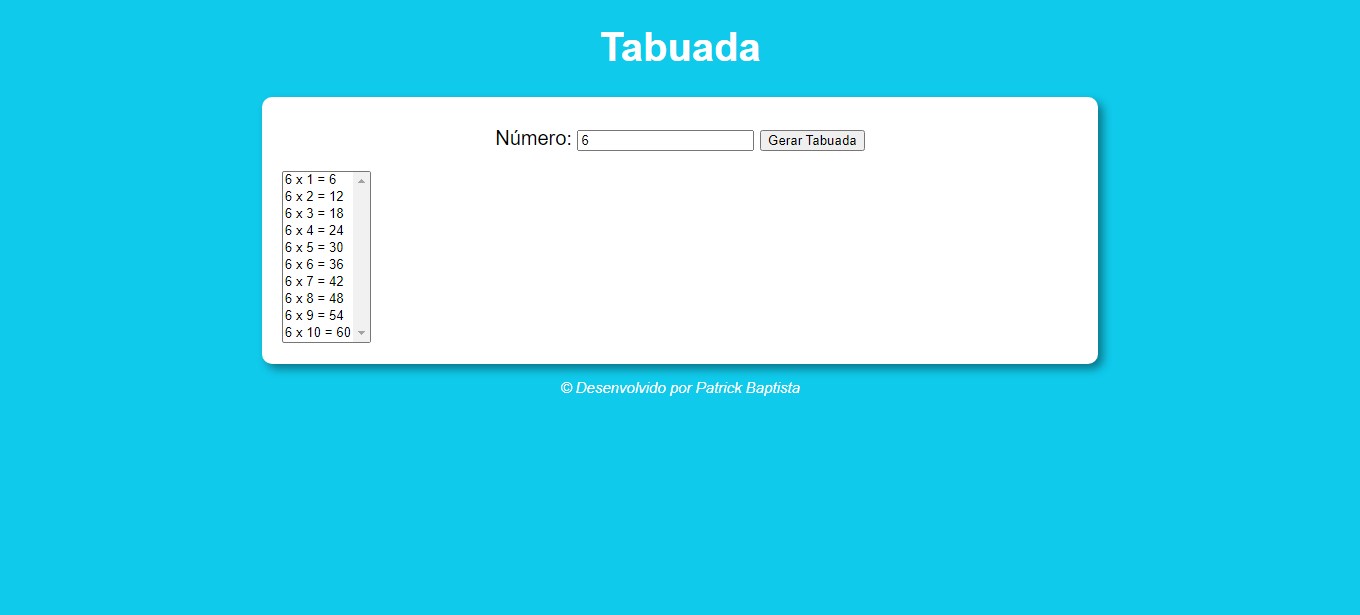 Tabuada
Número: 6 Gerar Tabuada
6 x 1 = 6
6 x 2 = 12
6 x 3 = 18
6 x 4 = 24
6 x 5 = 30
6 x 6 = 36
6 x 7 = 42
6 x 8 = 48
6 x 9 = 54
6 x 10 = 60
© Desenvolvido por Patrick Baptista